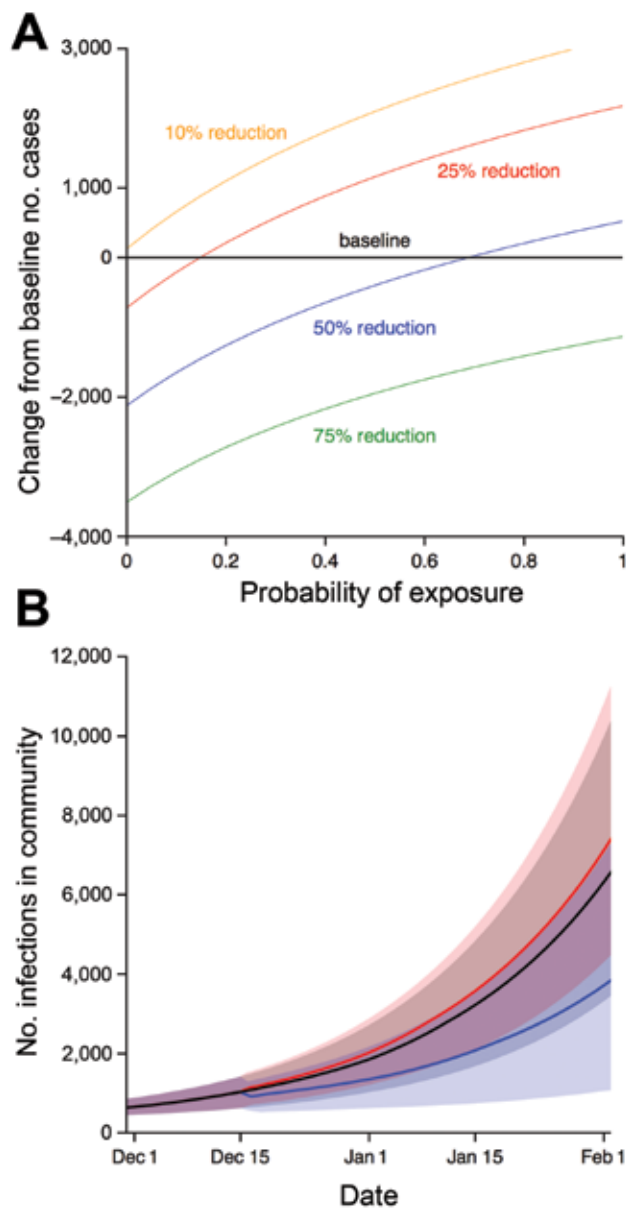 A
3,000
1,000
0
−2,000
−4,000
Change from baseline no. cases
10% reduction
25% reduction
baseline
50% reduction
75% reduction
0
0.2
0.4
0.6
0.8
1
Probability of exposure
B
12,000
10,000
8,000
6,000
4,000
2,000
0
No. infections in community
Dec 1
Dec 15
Jan 1
Jan 15
Feb 1
Date